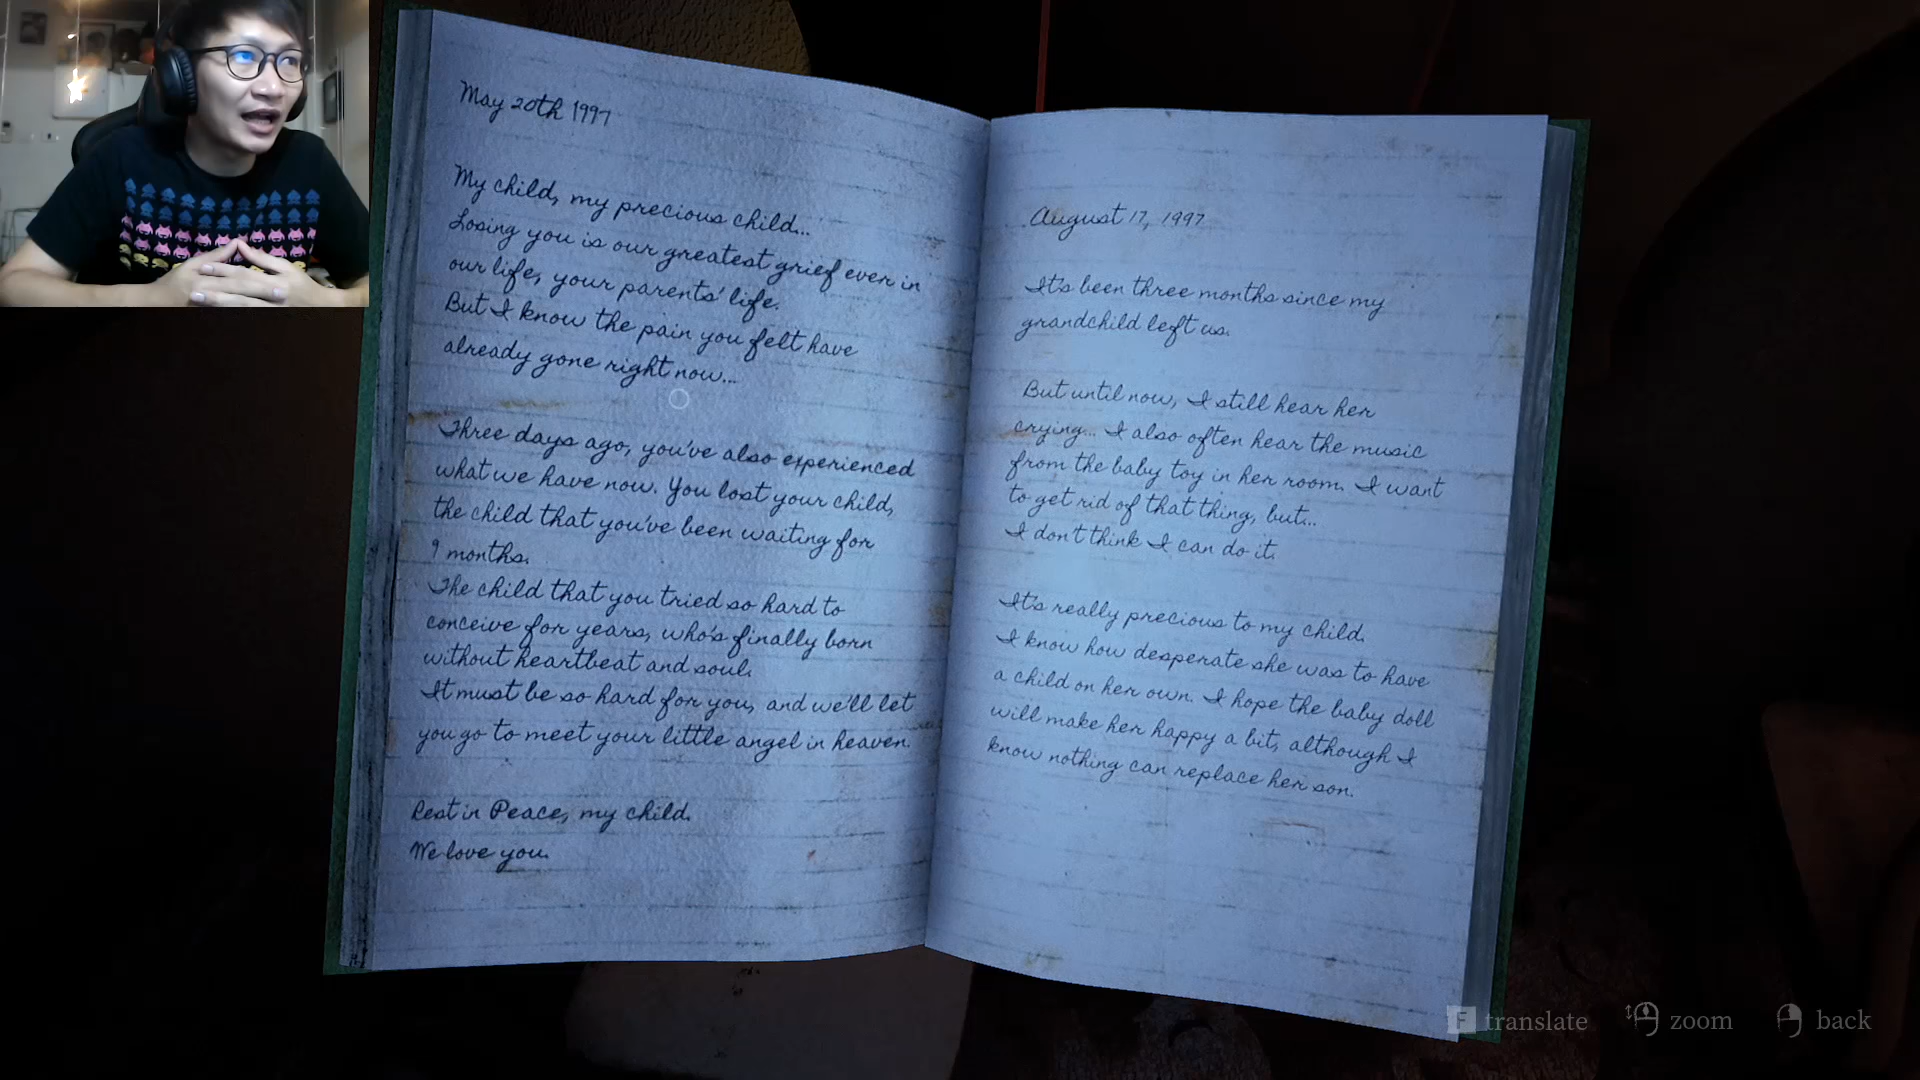 May 20th 1997
My child, my precious child...
Losing you is our greatest grief ever in
our life, your parents' life.
But I know the pain you felt have
already gone right now...
Three days ago, you've also experienced
what we have now. You lost your child,
the child that you've been waiting for
9 months.
The child that you tried so hard to
conceive for years, who's finally born
without heartbeat and soul.
It must be so hard for you, and we'll let
you go to meet your little angel in heaven.
Rest in Peace, my child.
We love you.
August 17, 1997
It's been three months since my
grandchild left us.
But until now, I still hear her
crying... I also often hear the music
from the baby toy in her room. I want
to get rid of that thing, but...
I don't think I can do it.
It's really precious to my child.
I know how desperate she was to have
a child on her own. I hope the baby doll
will make her happy a bit, although I
know nothing can replace her son.
F translate zoom back